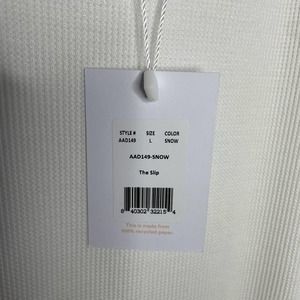 STYLE # SIZE COLOR
AAD149 L SNOW
AAD149-SNOW
The Slip
8 40302 32215 4
This is made from
100% recycled paper.